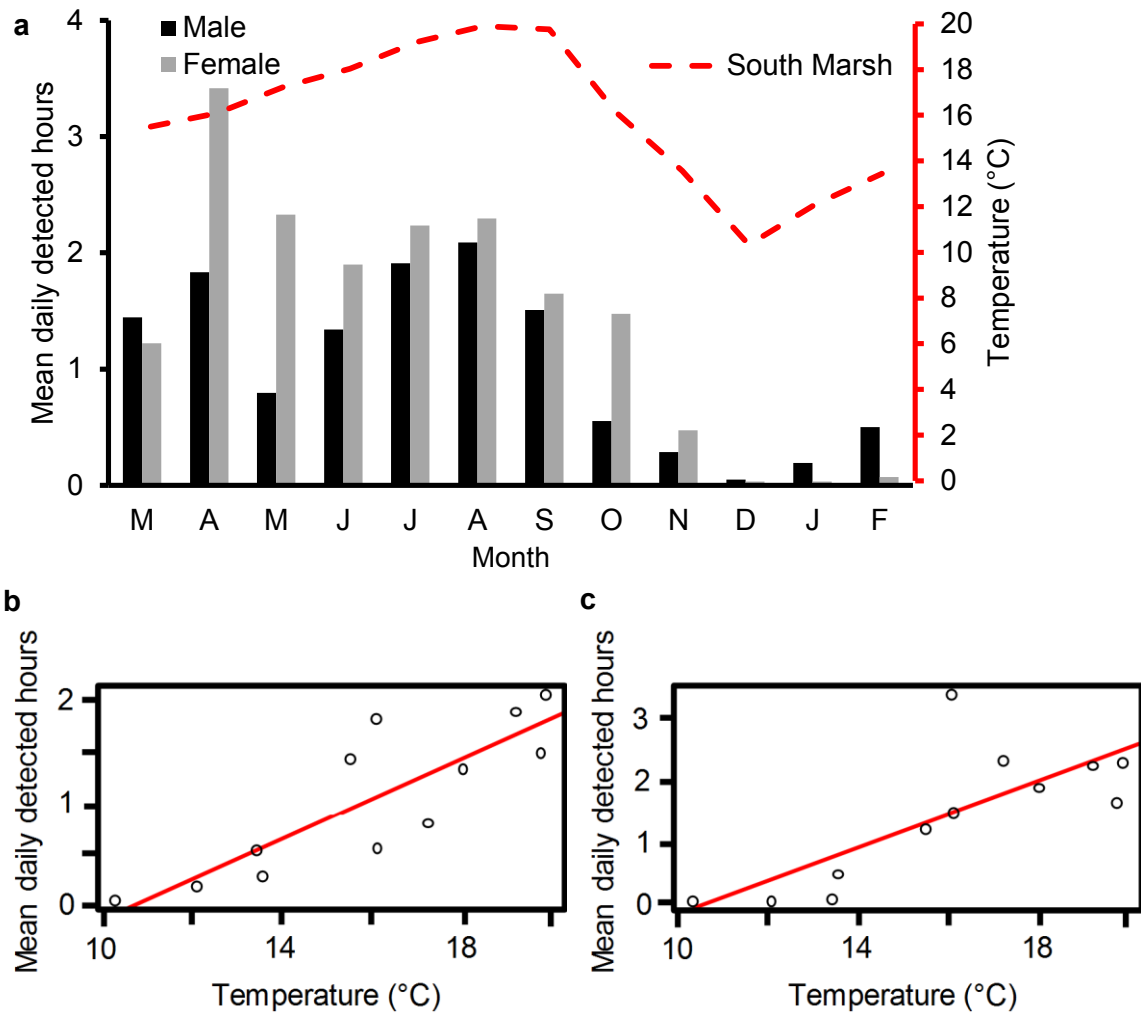 a
Male
Female
South Marsh
Mean daily detected hours
4
3
2
1
0
20
18
16
14
12
10
8
6
4
2
0
Temperature (°C)
M A M J J A S O N D J F
Month
b
Mean daily detected hours
2
1
0
10 14 18
Temperature (°C)
c
Mean daily detected hours
3
2
1
0
10 14 18
Temperature (°C)